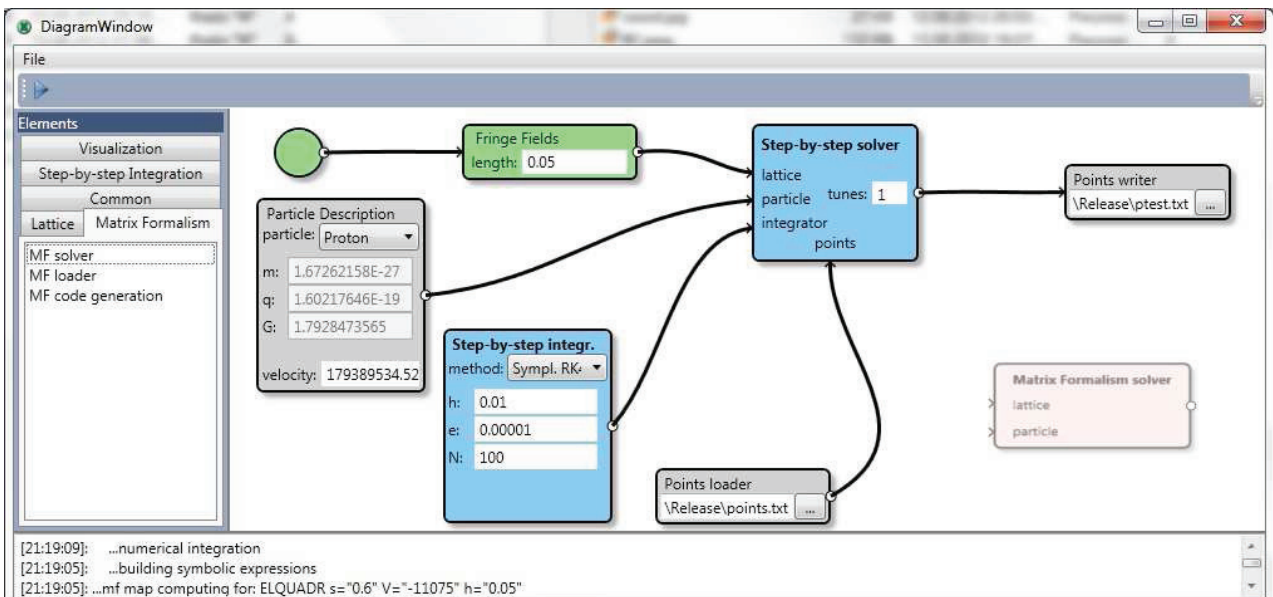 DiagramWindow
File
Elements
Visualization
Step-by-step Integration
Common
Lattice Matrix Formalism
MF solver
MF loader
MF code generation
Fringe Fields
length: 0.05
Particle Description
particle: Proton
m: 1.67262158E-27
q: 1.60217646E-19
G: 1.7928473565
velocity: 179389534.52
Step-by-step integr.
method: Sympl. RK
h: 0.01
e: 0.00001
N: 100
Step-by-step solver
lattice
particle tunes: 1
integrator
points
Points writer
\Release\ptest.txt ...
Points loader
\Release\points.txt ...
Matrix Formalism solver
lattice
particle
[21:19:09]: ...numerical integration
[21:19:05]: ...building symbolic expressions
[21:19:05]: ...mf map computing for: ELQUADR s="0.6" V="-11075" h="0.05"